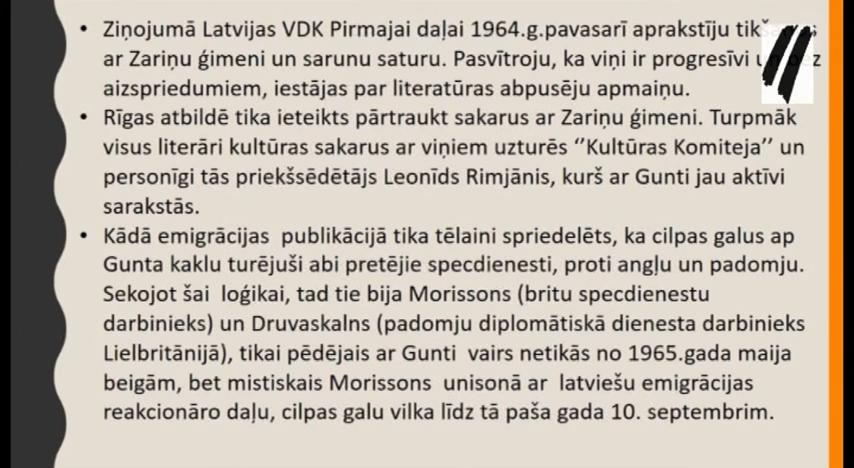 • Ziņojumā Latvijas VDK Pirmajai daļai 1964.g.pavasarī aprakstīju
ar Zariņu ģimeni un sarunu saturu. Pasvītroju, ka viņi ir progresīvi
aizspriedumiem, iestājas par literatūras abpusēju apmaiņu.
• Rīgas atbildē tika ieteikts pārtraukt sakarus ar Zariņu ģimeni. Turpmāk
visus literāri kultūras sakarus ar viņiem uzturēs ‘’Kultūras Komiteja’’ un
personīgi tās priekšsēdētājs Leonīds Rimjānis, kurš ar Gunti jau aktīvi
sarakstās.
• Kādā emigrācijas publikācijā tika tēlaini spriedelēts, ka cilpas galus ap
Gunta kaklu turējuši abi pretējie specdienesti, proti angļu un padomju.
Sekojot šai loģikai, tad tie bija Morissons (britu specdienestu
darbinieks) un Druvaskalns (padomju diplomātiskā dienesta darbinieks
Lielbritānijā), tikai pēdējais ar Gunti vairs netikās no 1965.gada maija
beigām, bet mistiskais Morissons unisonā ar latviešu emigrācijas
reakcionāro daļu, cilpas galu vilka līdz tā paša gada 10. septembrim.